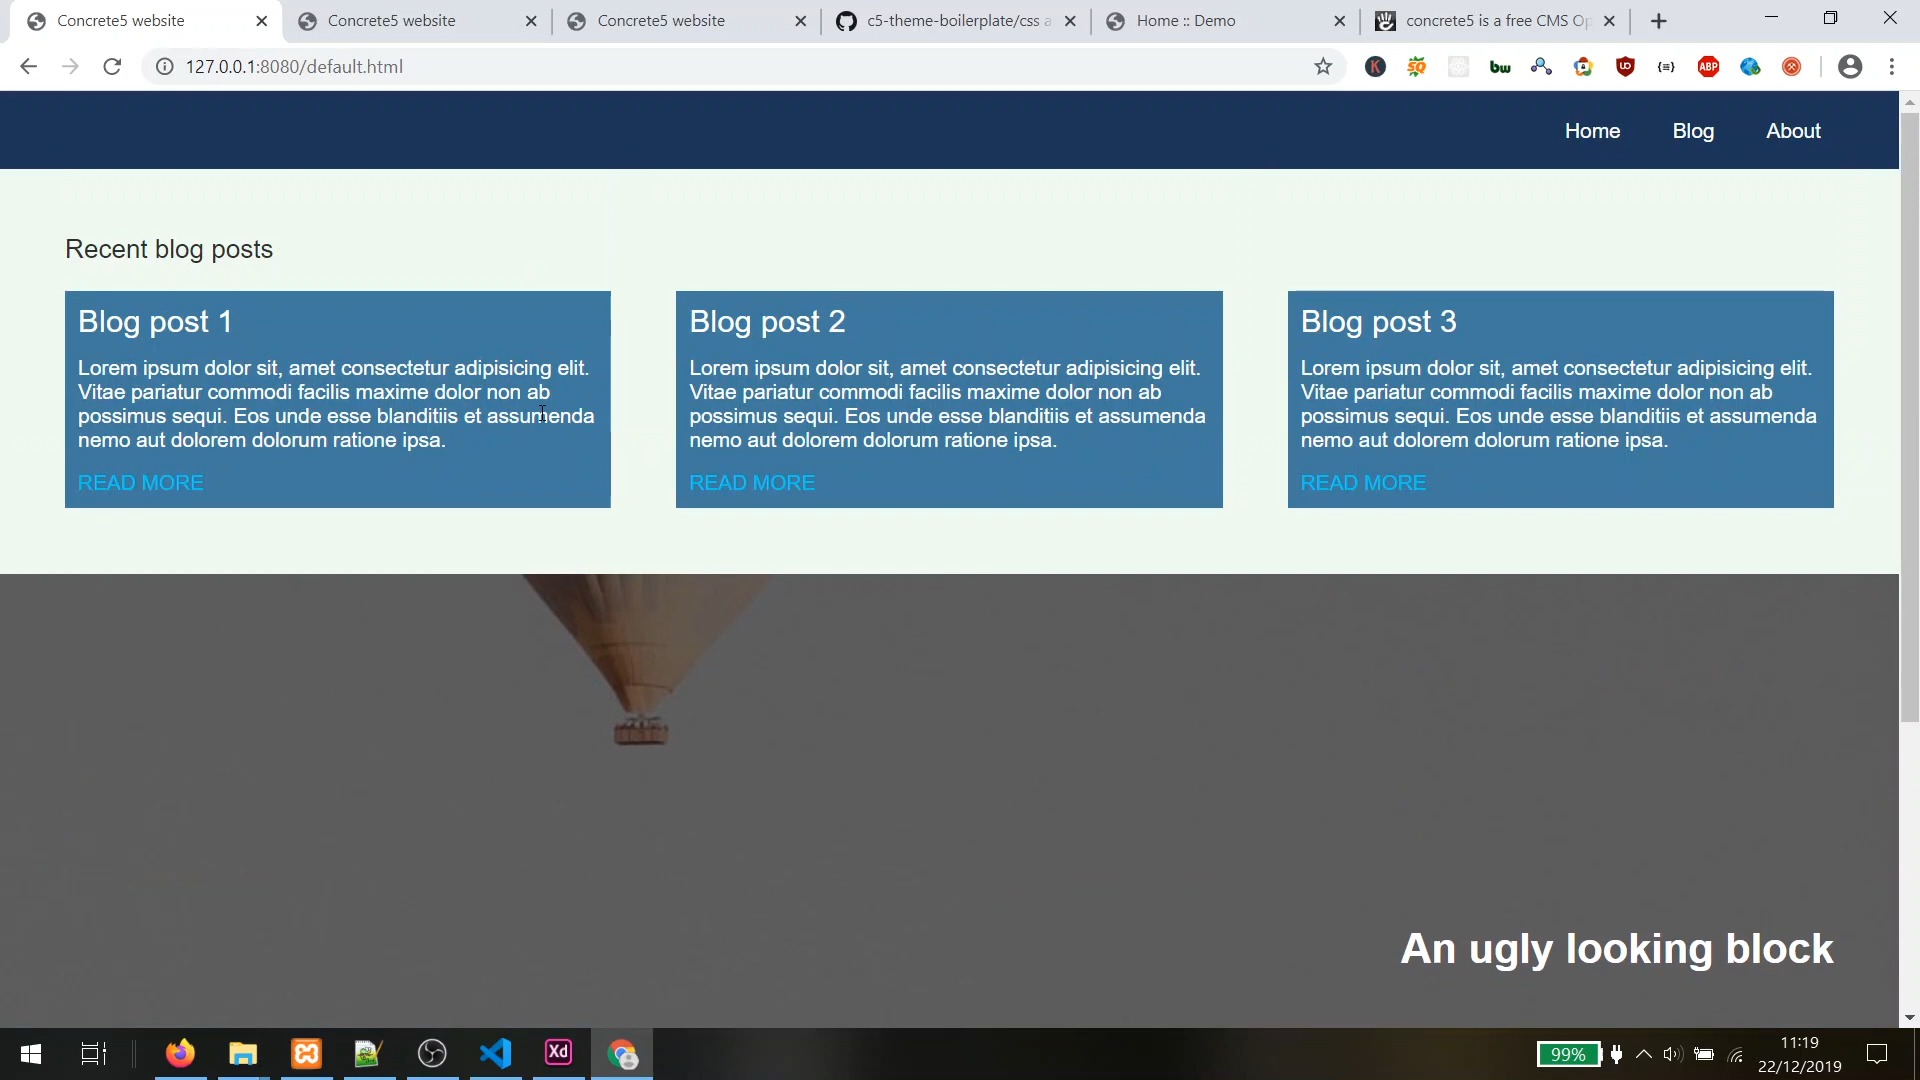 Concrete5 website
Concrete5 website
Concrete5 website
c5-theme-boilerplate/css a
Home :: Demo
concrete5 is a free CMS Op
127.0.0.1:8080/default.html
K
SQ
bw
UO
{≡}
ABP
Home
Blog
About
Recent blog posts
Blog post 1
Lorem ipsum dolor sit, amet consectetur adipisicing elit.
Vitae pariatur commodi facilis maxime dolor non ab
possimus sequi. Eos unde esse blanditiis et assumenda
nemo aut dolorem dolorum ratione ipsa.
READ MORE
Blog post 2
Lorem ipsum dolor sit, amet consectetur adipisicing elit.
Vitae pariatur commodi facilis maxime dolor non ab
possimus sequi. Eos unde esse blanditiis et assumenda
nemo aut dolorem dolorum ratione ipsa.
READ MORE
Blog post 3
Lorem ipsum dolor sit, amet consectetur adipisicing elit.
Vitae pariatur commodi facilis maxime dolor non ab
possimus sequi. Eos unde esse blanditiis et assumenda
nemo aut dolorem dolorum ratione ipsa.
READ MORE
An ugly looking block
Xd
99%
11:19
22/12/2019